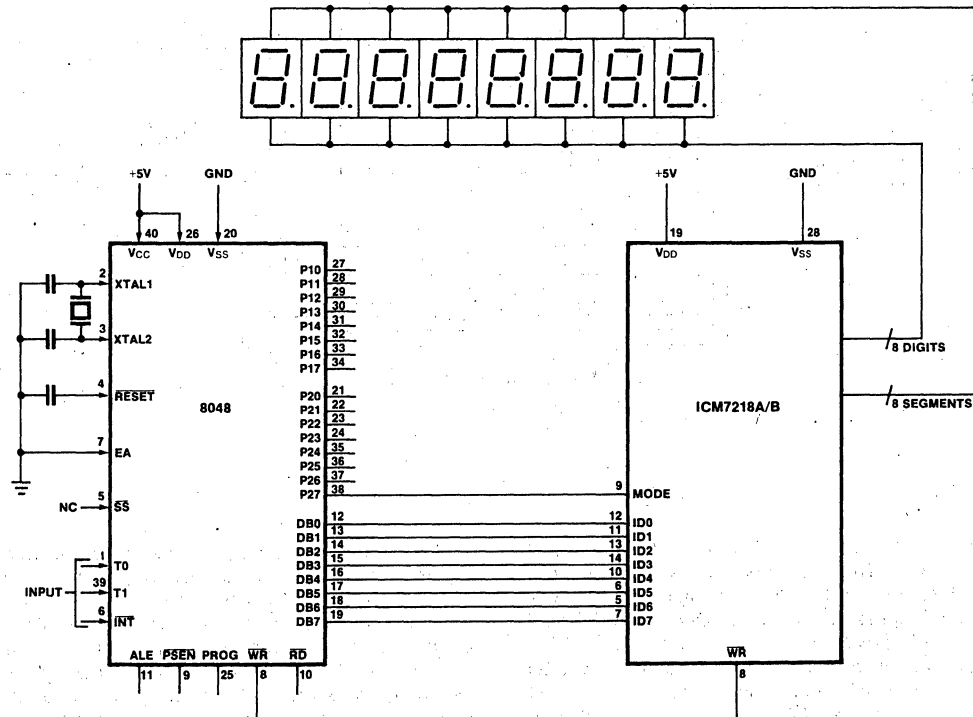 +5V
GND
40
26
20
VCC
VDD
VSS
2
XTAL1
3
XTAL2
4
RESET
7
EA
5
NC
SS
1
T0
39
T1
INPUT
6
INT
8048
P10 27
P11 28
P12 29
P13 30
P14 31
P15 32
P16 33
P17 34
P20 21
P21 22
P22 23
P23 24
P24 35
P25 36
P26 37
P27 38
DB0 12
DB1 13
DB2 14
DB3 15
DB4 16
DB5 17
DB6 18
DB7 19
ALE PSEN PROG WR RD
11 9 25 8 10
+5V
GND
19
28
VDD
VSS
8 DIGITS
ICM7218A/B
8 SEGMENTS
9 MODE
12 ID0
11 ID1
13 ID2
14 ID3
10 ID4
6 ID5
5 ID6
7 ID7
WR
8